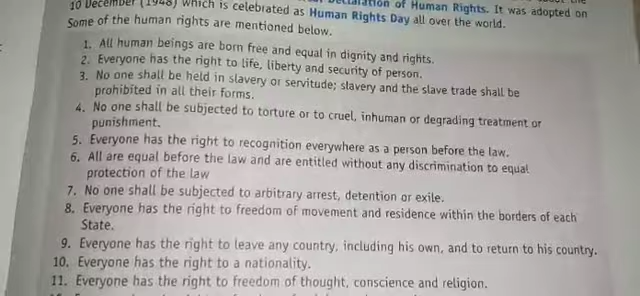 Declaration of Human Rights. It was adopted on
10 December (1948) which is celebrated as Human Rights Day all over the world.
Some of the human rights are mentioned below.
1. All human beings are born free and equal in dignity and rights.
2. Everyone has the right to life, liberty and security of person.
3. No one shall be held in slavery or servitude; slavery and the slave trade shall be
prohibited in all their forms.
4. No one shall be subjected to torture or to cruel, inhuman or degrading treatment or
punishment.
5. Everyone has the right to recognition everywhere as a person before the law.
6. All are equal before the law and are entitled without any discrimination to equal
protection of the law
7. No one shall be subjected to arbitrary arrest, detention or exile.
8. Everyone has the right to freedom of movement and residence within the borders of each
State.
9. Everyone has the right to leave any country, including his own, and to return to his country.
10. Everyone has the right to a nationality.
11. Everyone has the right to freedom of thought, conscience and religion.